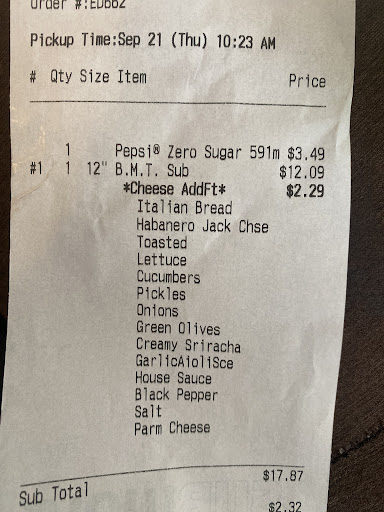 Order #:ED662
Pickup Time:Sep 21 (Thu) 10:23 AM
# Qty Size Item Price
1 Pepsi® Zero Sugar 591m $3.49
#1 1 12" B.M.T. Sub $12.09
*Cheese AddFt* $2.29
Italian Bread
Habanero Jack Chse
Toasted
Lettuce
Cucumbers
Pickles
Onions
Green Olives
Creamy Sriracha
GarlicAioliSce
House Sauce
Black Pepper
Salt
Parm Cheese
Sub Total $17.87
$2.32